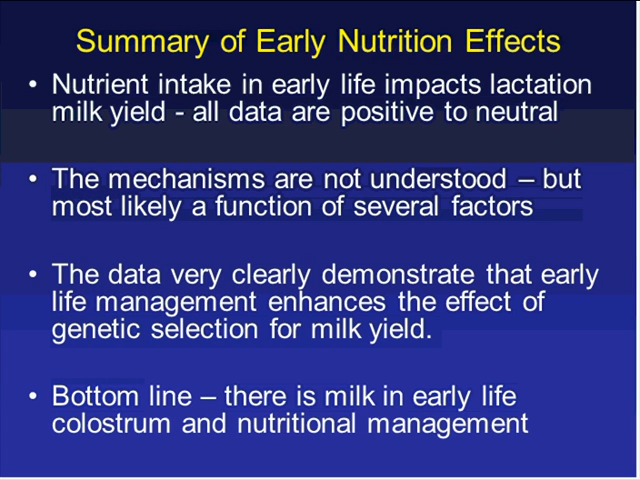 Summary of Early Nutrition Effects
• Nutrient intake in early life impacts lactation
milk yield - all data are positive to neutral
• The mechanisms are not understood – but
most likely a function of several factors
• The data very clearly demonstrate that early
life management enhances the effect of
genetic selection for milk yield.
• Bottom line – there is milk in early life
colostrum and nutritional management